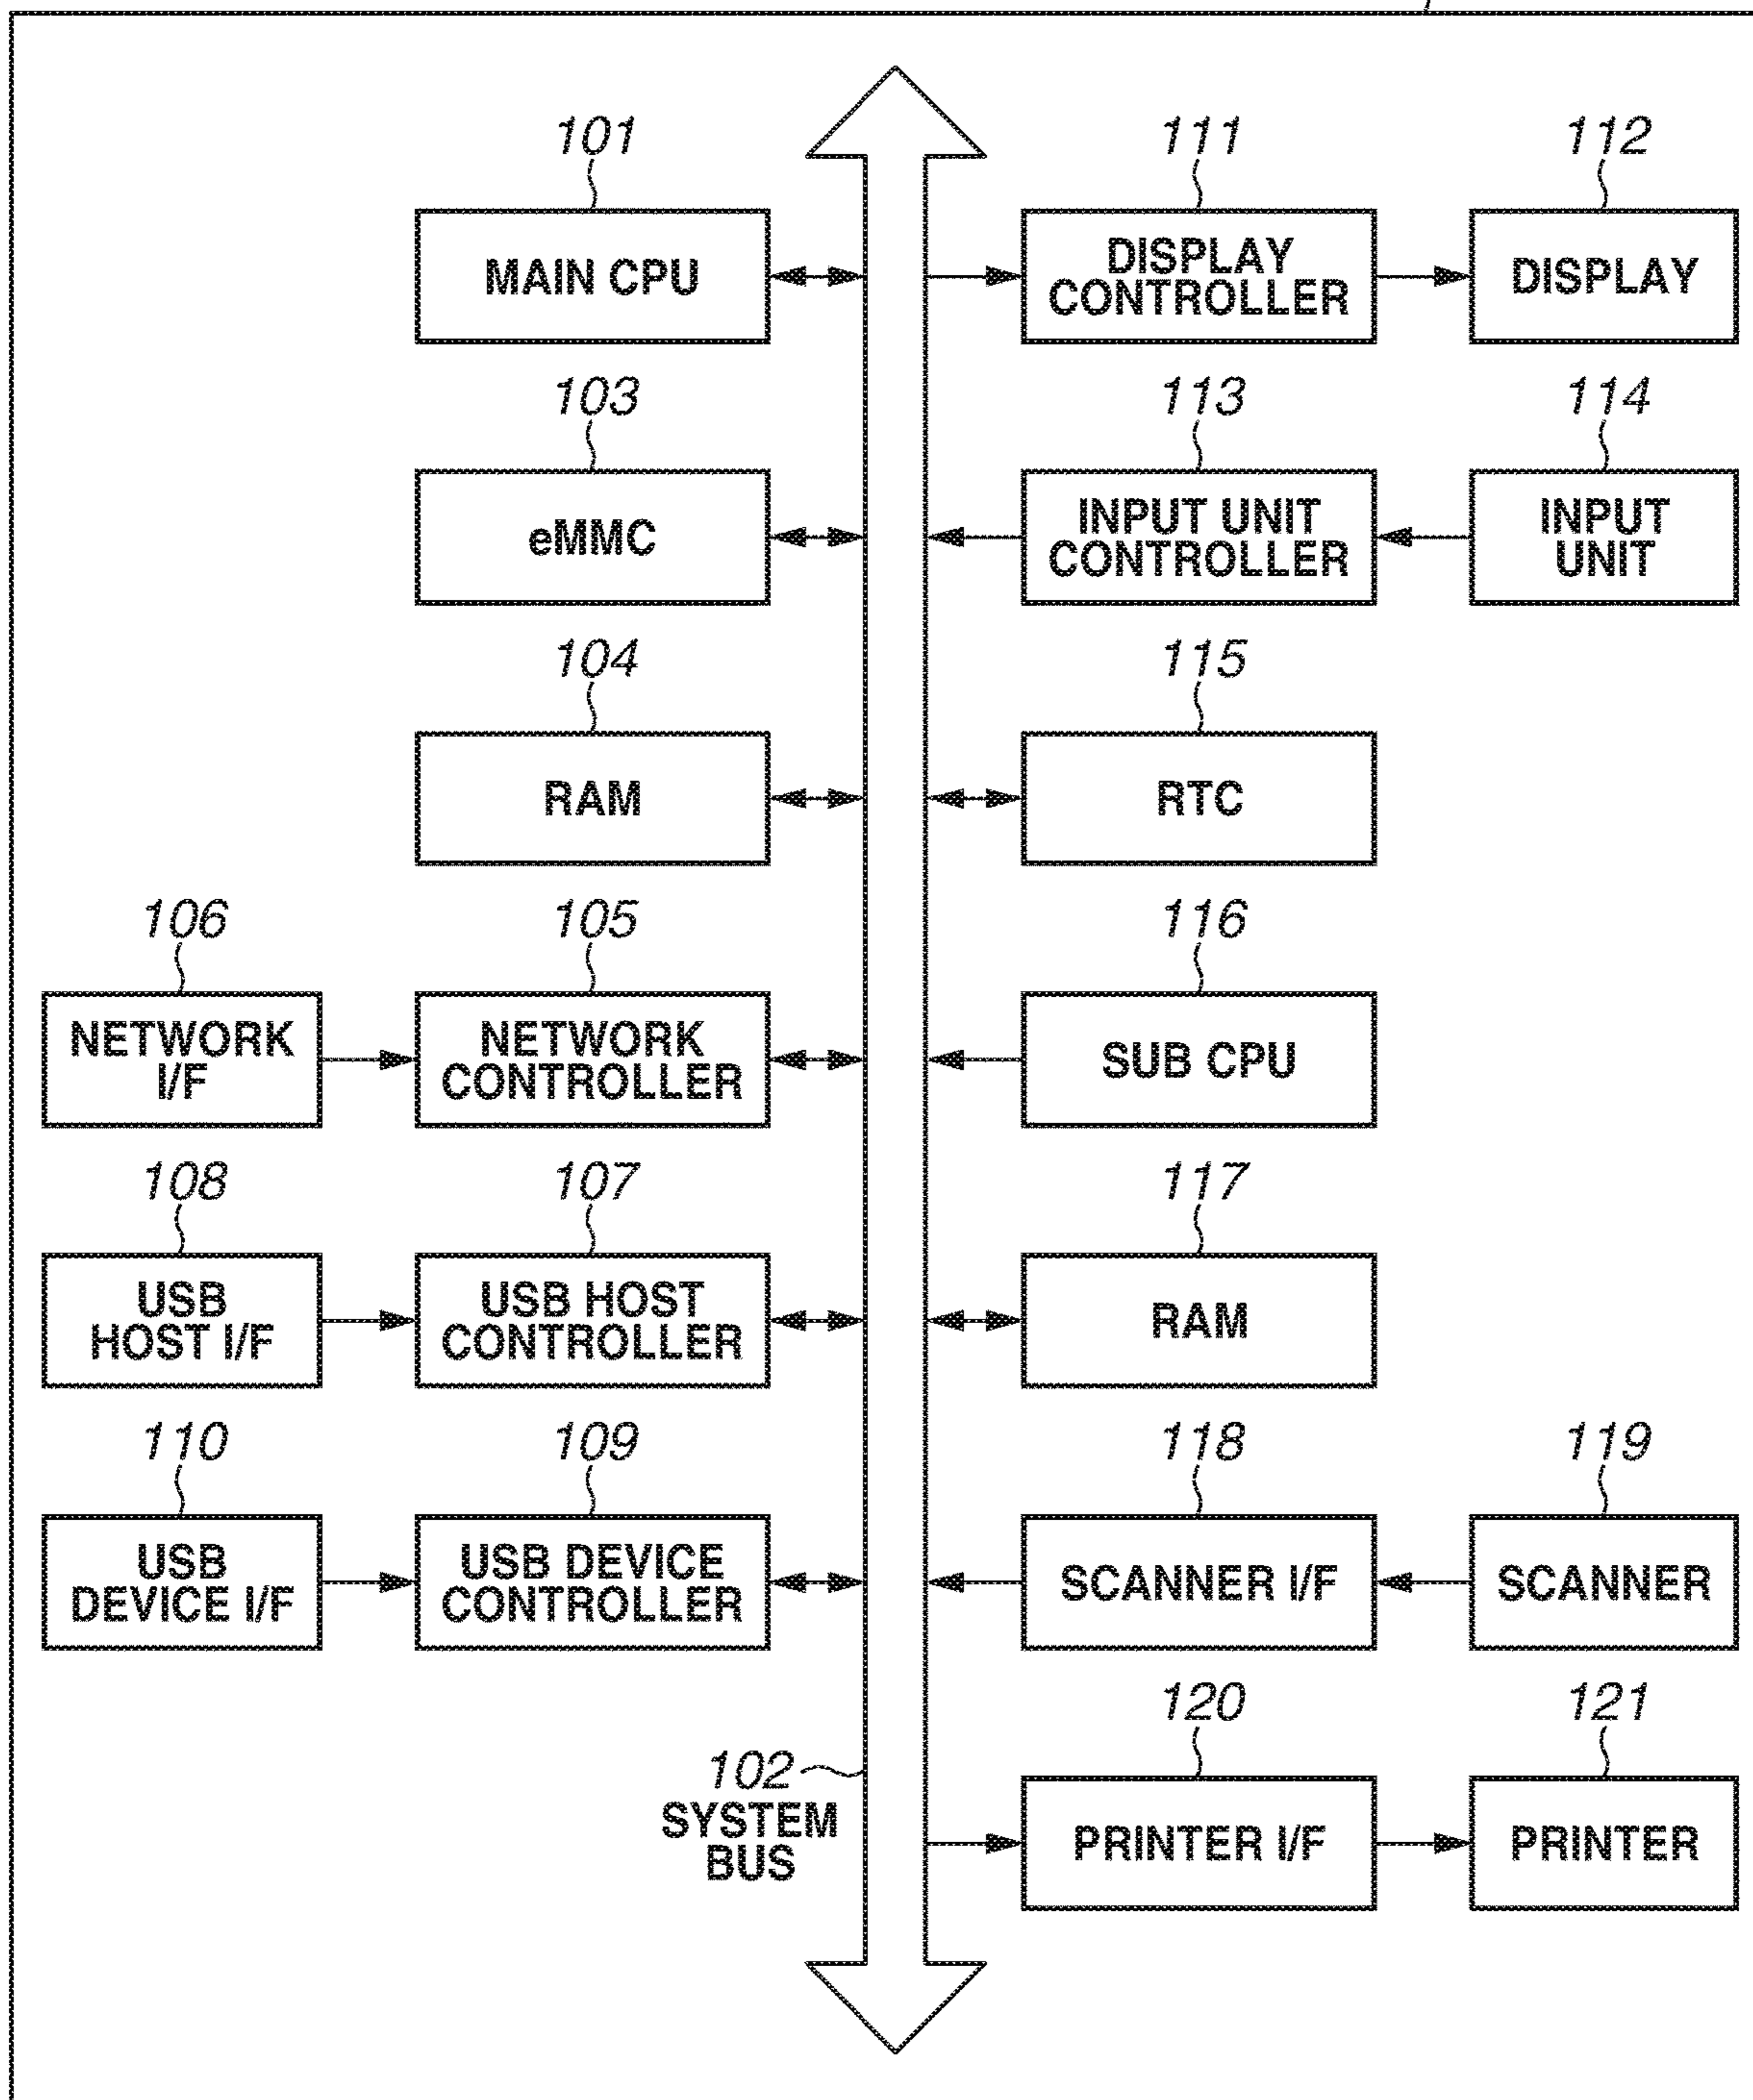 101
111
112
MAIN CPU
DISPLAY
CONTROLLER
DISPLAY
103
113
114
eMMC
INPUT UNIT
CONTROLLER
INPUT
UNIT
104
115
RAM
RTC
106
105
116
NETWORK
I/F
NETWORK
CONTROLLER
SUB CPU
108
107
117
USB
HOST I/F
USB HOST
CONTROLLER
RAM
110
109
118
119
USB
DEVICE I/F
USB DEVICE
CONTROLLER
SCANNER I/F
SCANNER
120
121
102
SYSTEM
BUS
PRINTER I/F
PRINTER